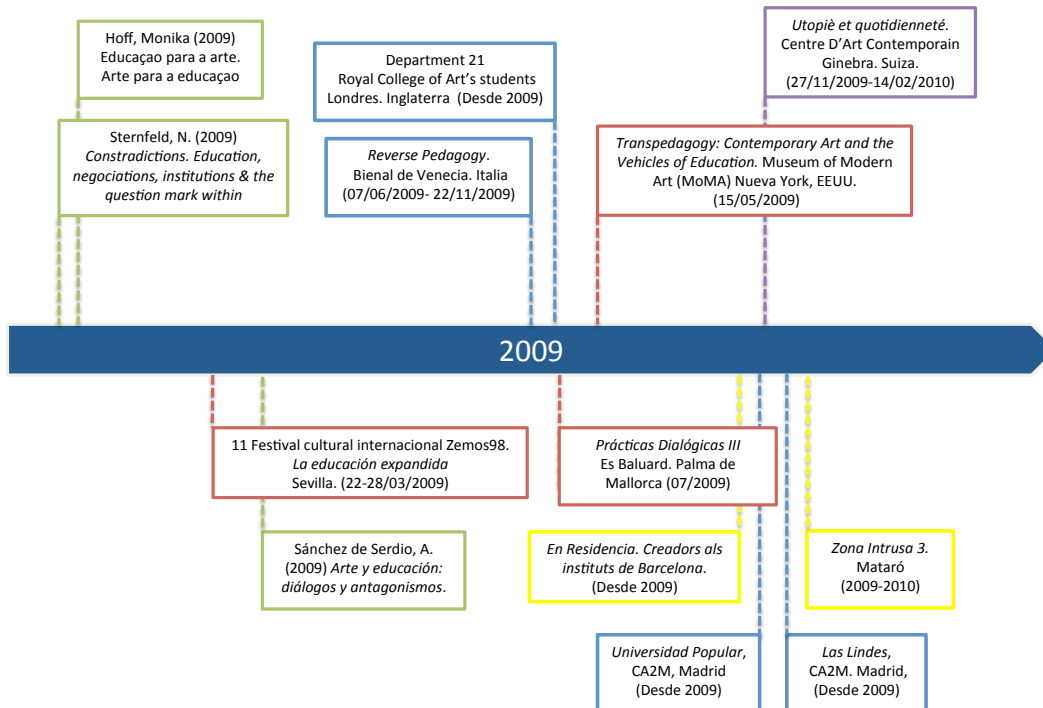 Hoff, Monika (2009)
Educaçao para a arte.
Arte para a educaçao
Sternfeld, N. (2009)
Constradictions. Education,
negociations, institutions & the
question mark within
Department 21
Royal College of Art's students
Londres. Inglaterra (Desde 2009)
Reverse Pedagogy.
Bienal de Venecia. Italia
(07/06/2009- 22/11/2009)
Utopiè et quotidienneté.
Centre D'Art Contemporain
Ginebra. Suiza.
(27/11/2009-14/02/2010)
Transpedagogy: Contemporary Art and the
Vehicles of Education. Museum of Modern
Art (MoMA) Nueva York, EEUU.
(15/05/2009)
2009
11 Festival cultural internacional Zemos98.
La educación expandida
Sevilla. (22-28/03/2009)
Sánchez de Serdio, A.
(2009) Arte y educación:
diálogos y antagonismos.
Prácticas Dialógicas III
Es Baluard. Palma de
Mallorca (07/2009)
En Residencia. Creadors als
instituts de Barcelona.
(Desde 2009)
Zona Intrusa 3.
Mataró
(2009-2010)
Universidad Popular,
CA2M, Madrid
(Desde 2009)
Las Lindes,
CA2M. Madrid,
(Desde 2009)